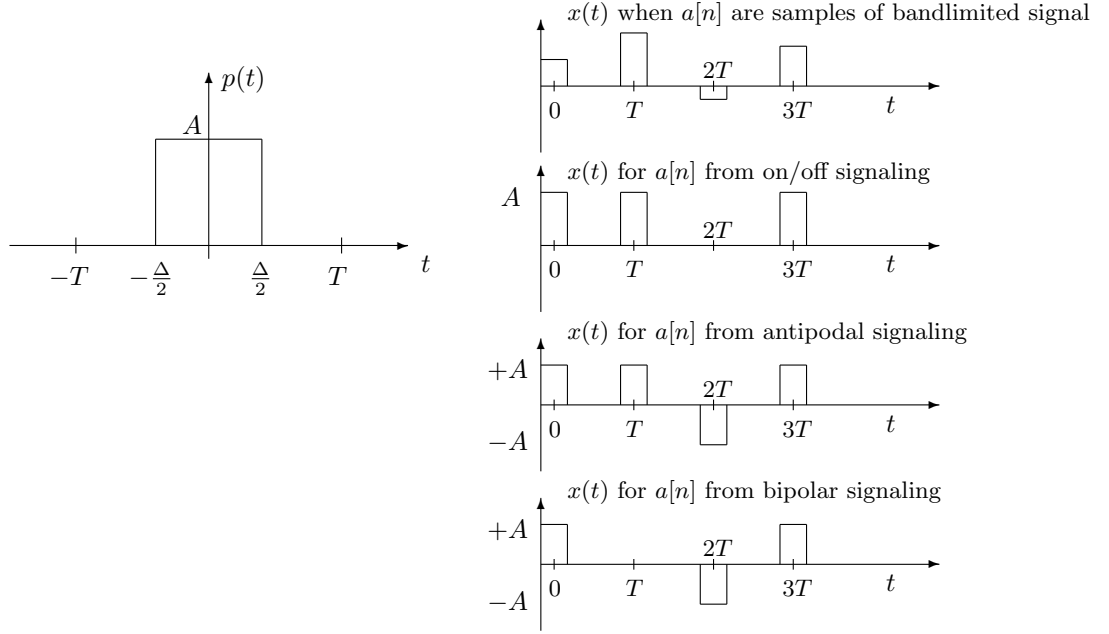 p(t)
A
−T −Δ/2 Δ/2 T t
x(t) when a[n] are samples of bandlimited signal
2T
0 T 3T t
x(t) for a[n] from on/off signaling
A
2T
0 T 3T t
x(t) for a[n] from antipodal signaling
+A
2T
0 T 3T t
−A
x(t) for a[n] from bipolar signaling
+A
2T
0 T 3T t
−A